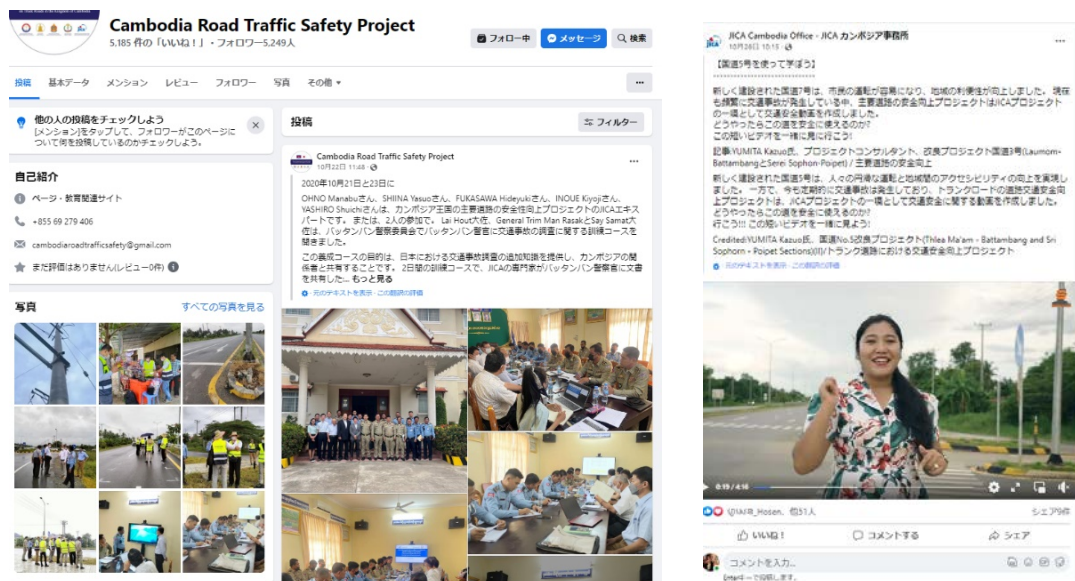 Cambodia Road Traffic Safety Project
5,185 件の「いいね！」・フォロワー5,249人
フォロー中
メッセージ
検索
投稿
基本データ
メンション
レビュー
フォロワー
写真
その他
他の人の投稿をチェックしよう
[メンション]をタップして、フォロワーがこのページに
ついて何を投稿しているのかチェックしよう。
自己紹介
ページ・教育関連サイト
+855 69 279 406
cambodiaroadtrafficsafety@gmail.com
まだ評価はありません(レビュー0件)
写真
すべての写真を見る
投稿
フィルター
Cambodia Road Traffic Safety Project
10月22日 11:48
2020年10月21日と23日に
OHNO Manabuさん、SHIINA Yasuoさん、FUKASAWA Hideyukiさん、INOUE Kiyojiさん、
YASHIRO Shuichiさんは、カンボジア王国の主要道路の安全性向上プロジェクトのJICAエキス
パートです。 または、2人の参加て。 Lai Hout大佐、General Trim Man RasakとSay Samat大
佐は、バッタンバン警察委員会でバッタンバン警官に交通事故の調査に関する訓練コースを
開きました。
この養成コースの目的は、日本における交通事故調査の追加知識を提供し、カンボジアの関
係者と共有することです。 2日間の訓練コースで、JICAの専門家がバッタンバン警察官に文書
を共有した... もっと見る
元のテキストを表示 · この翻訳の評価
JICA Cambodia Office - JICA カンボジア事務所
10月26日 10:15
【国道5号を使って学ぼう】
新しく建設された国道7号は、市民の運転が容易になり、地域の利便性が向上しました。 現在
も頻繁に交通事故が発生している中、主要道路の安全向上プロジェクトはJICAプロジェクト
の一環として交通安全動画を作成しました。
どうやったらこの道を安全に使えるのか?
この短いビデオを一緒に見に行こう!
記事:YUMITA Kazuo氏、プロジェクトコンサルタント、改良プロジェクト国道3号(Laumom-
BattambangとSerei Sophon-Poipet) / 主要道路の安全向上
新しく建設された国道5号は、人々の円滑な運転と地域間のアクセシビリティの向上を実現し
ました。 一方で、今も定期的に交通事故は発生しており、トランクロードの道路交通安全向
上プロジェクトは、JICAプロジェクトの一環として交通安全に関する動画を作成しました。
どうやったらこの道を安全に使えるのか?
行こう!!! この短いビデオを一緒に見よう!
Credited:YUMITA Kazuo氏、国道No.5改良プロジェクト(Thlea Ma'am - Battambang and Sri
Sophorn - Poipet Sections)(II)/トランク道路における交通安全向上プロジェクト
元のテキストを表示 · この翻訳の評価
0:19 / 4:16
他51人
シェア9件
いいね！
コメントする
シェア
コメントを入力...
Enterキーで投稿します。